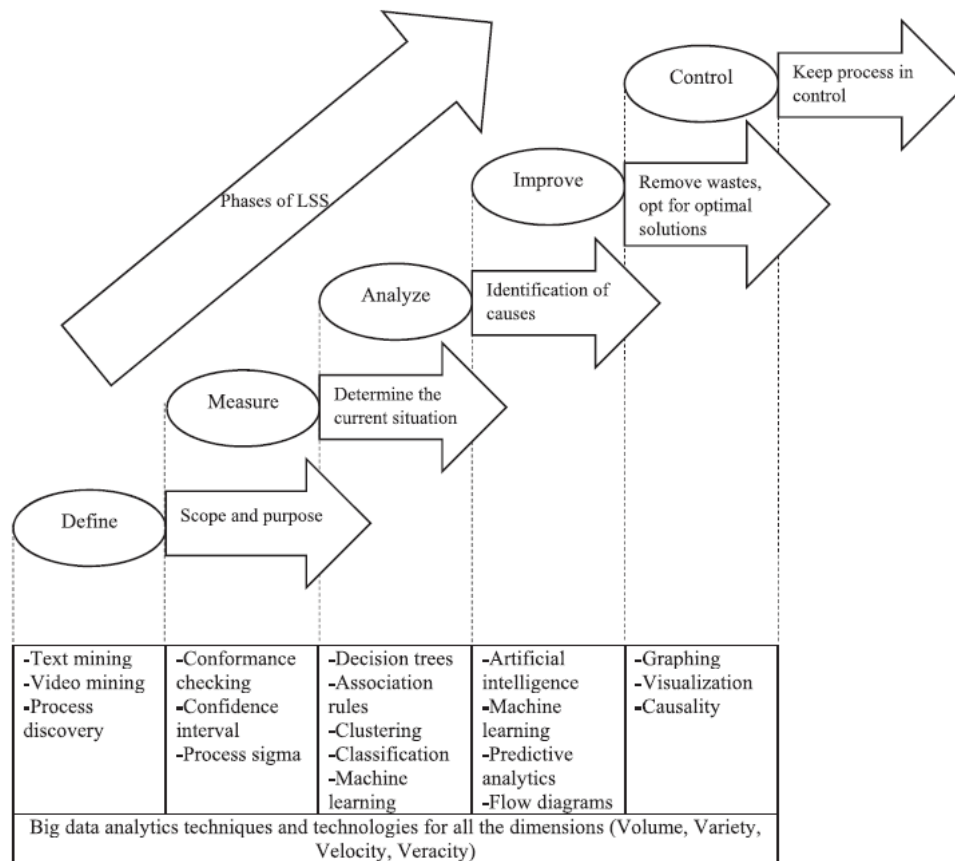 Control
Keep process in
control
Improve
Remove wastes,
opt for optimal
solutions
Phases of LSS
Analyze
Identification of
causes
Measure
Determine the
current situation
Define
Scope and purpose
-Text mining
-Video mining
-Process
discovery
-Conformance
checking
-Confidence
interval
-Process sigma
-Decision trees
-Association
rules
-Clustering
-Classification
-Machine
learning
-Artificial
intelligence
-Machine
learning
-Predictive
analytics
-Flow diagrams
-Graphing
-Visualization
-Causality
Big data analytics techniques and technologies for all the dimensions (Volume, Variety,
Velocity, Veracity)